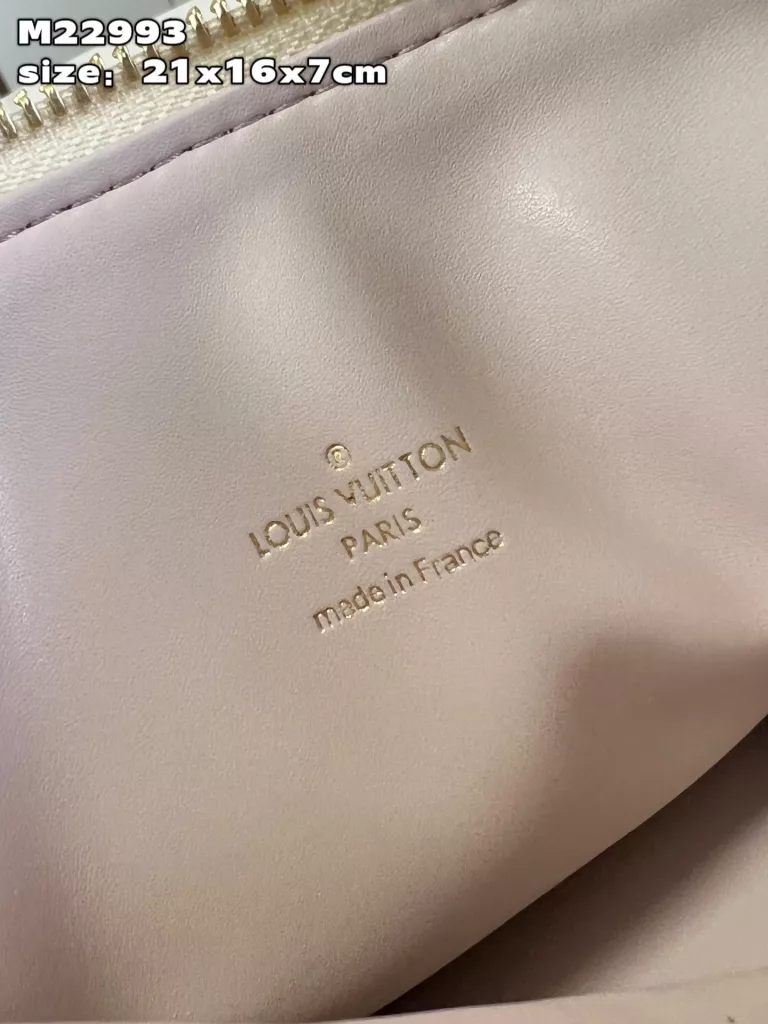 M22993
size: 21x16x7cm
®
LOUIS VUITTON
PARIS
made in France